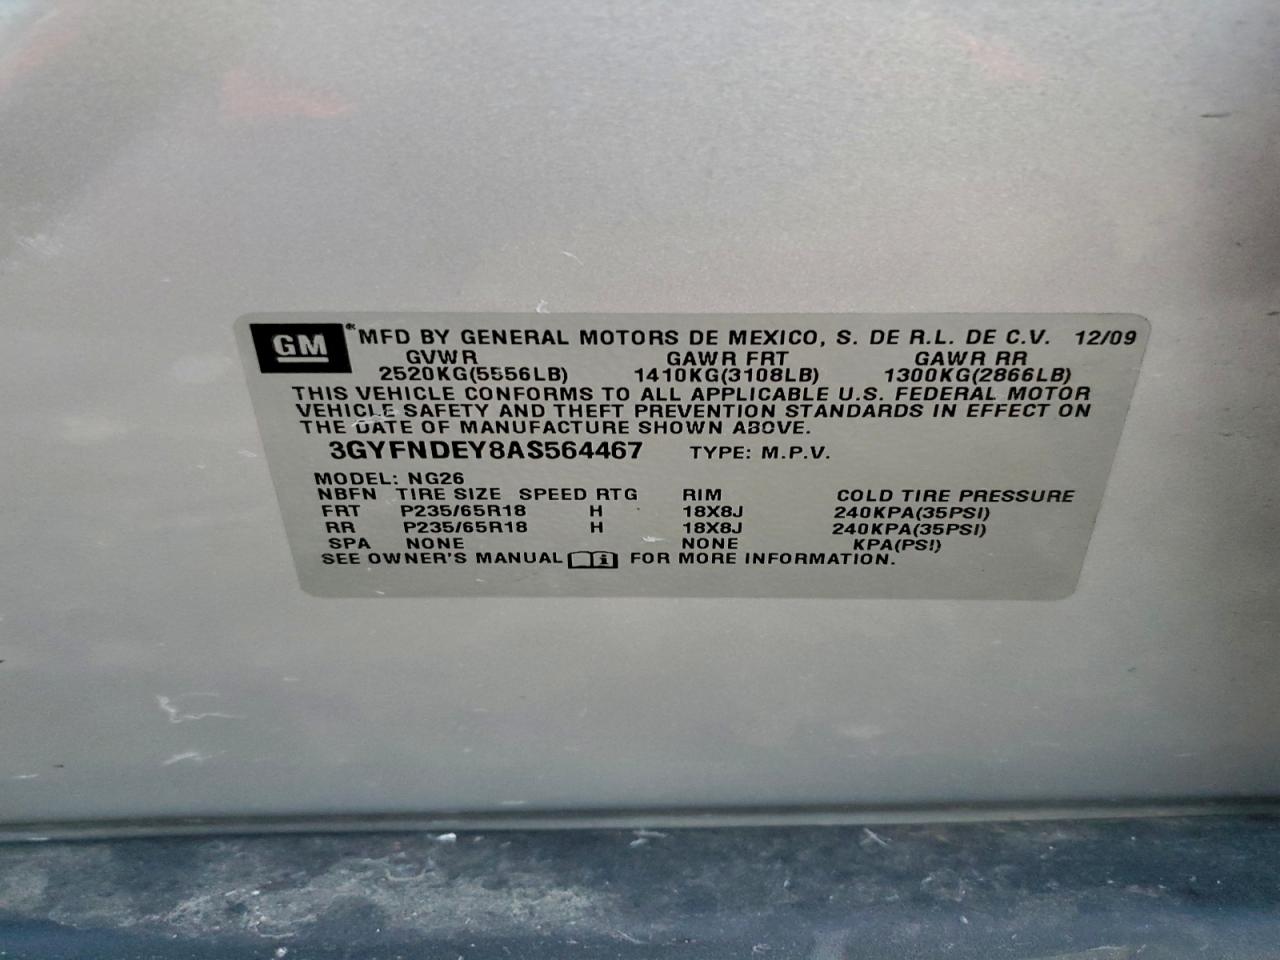 GM® MFD BY GENERAL MOTORS DE MEXICO, S. DE R.L. DE C.V. 12/09
GVWR GAWR FRT GAWR RR
2520KG(5556LB) 1410KG(3108LB) 1300KG(2866LB)
THIS VEHICLE CONFORMS TO ALL APPLICABLE U.S. FEDERAL MOTOR
VEHICLE SAFETY AND THEFT PREVENTION STANDARDS IN EFFECT ON
THE DATE OF MANUFACTURE SHOWN ABOVE.
3GYFNDEY8AS564467 TYPE: M.P.V.
MODEL: NG26
NBFN TIRE SIZE SPEED RTG RIM COLD TIRE PRESSURE
FRT P235/65R18 H 18X8J 240KPA(35PSI)
RR P235/65R18 H 18X8J 240KPA(35PSI)
SPA NONE NONE KPA(PSI)
SEE OWNER'S MANUAL i FOR MORE INFORMATION.